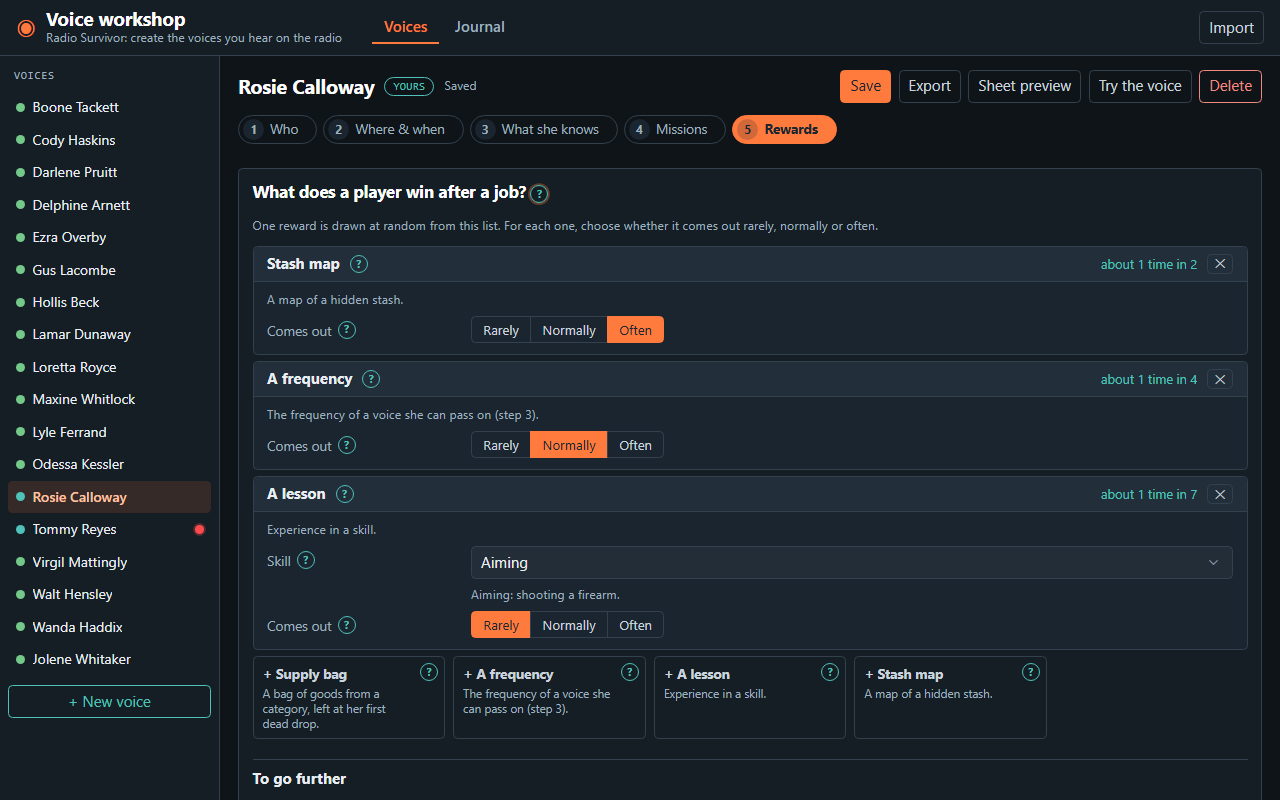 Voice workshop
Radio Survivor: create the voices you hear on the radio
Voices
Journal
Import
VOICES
Boone Tackett
Cody Haskins
Darlene Pruitt
Delphine Arnett
Ezra Overby
Gus Lacombe
Hollis Beck
Lamar Dunaway
Loretta Royce
Maxine Whitlock
Lyle Ferrand
Odessa Kessler
Rosie Calloway
Tommy Reyes
Virgil Mattingly
Walt Hensley
Wanda Haddix
Jolene Whitaker
+ New voice
Rosie Calloway
YOURS
Saved
Save
Export
Sheet preview
Try the voice
Delete
1 Who
2 Where & when
3 What she knows
4 Missions
5 Rewards
What does a player win after a job? ?
One reward is drawn at random from this list. For each one, choose whether it comes out rarely, normally or often.
Stash map ?
about 1 time in 2 ✕
A map of a hidden stash.
Comes out ?
Rarely Normally Often
A frequency ?
about 1 time in 4 ✕
The frequency of a voice she can pass on (step 3).
Comes out ?
Rarely Normally Often
A lesson ?
about 1 time in 7 ✕
Experience in a skill.
Skill ?
Aiming
Aiming: shooting a firearm.
Comes out ?
Rarely Normally Often
+ Supply bag ?
A bag of goods from a
category, left at her first
dead drop.
+ A frequency ?
The frequency of a voice she
can pass on (step 3).
+ A lesson ?
Experience in a skill.
+ Stash map ?
A map of a hidden stash.
To go further